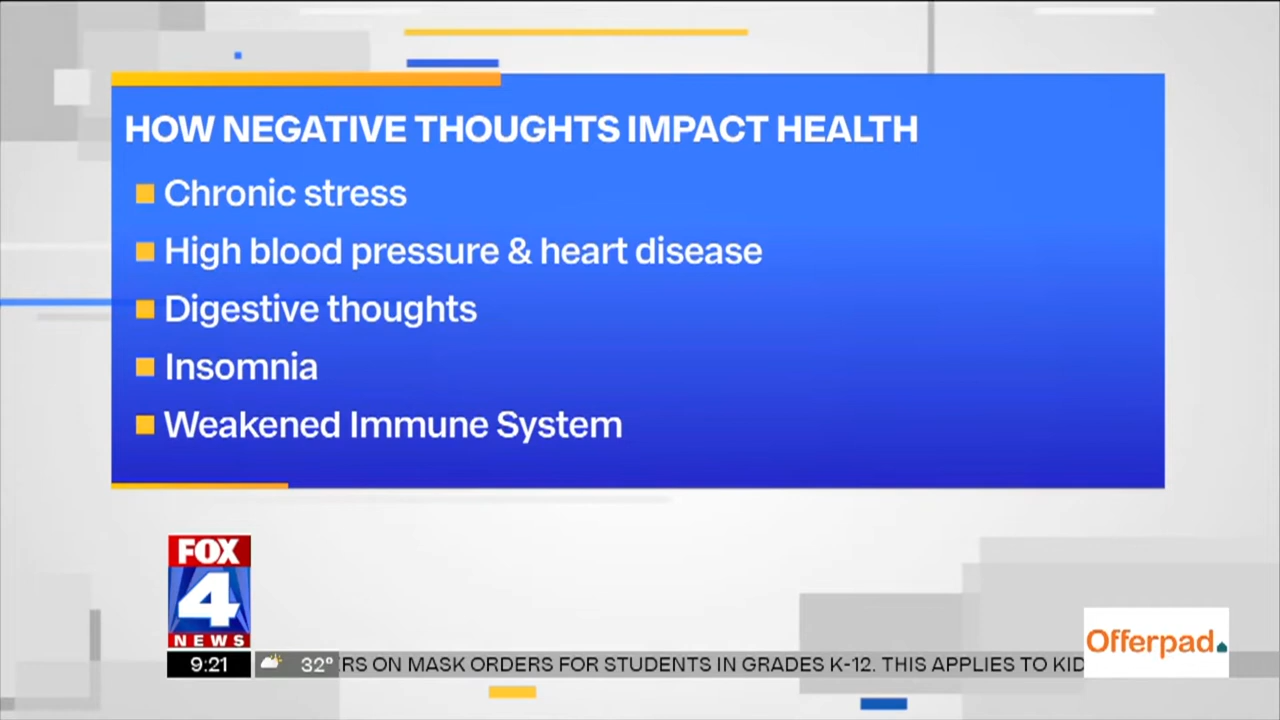 HOW NEGATIVE THOUGHTS IMPACT HEALTH
Chronic stress
High blood pressure & heart disease
Digestive thoughts
Insomnia
Weakened Immune System
FOX
4
NEWS
9:21
32°
RS ON MASK ORDERS FOR STUDENTS IN GRADES K-12. THIS APPLIES TO KID
Offerpad